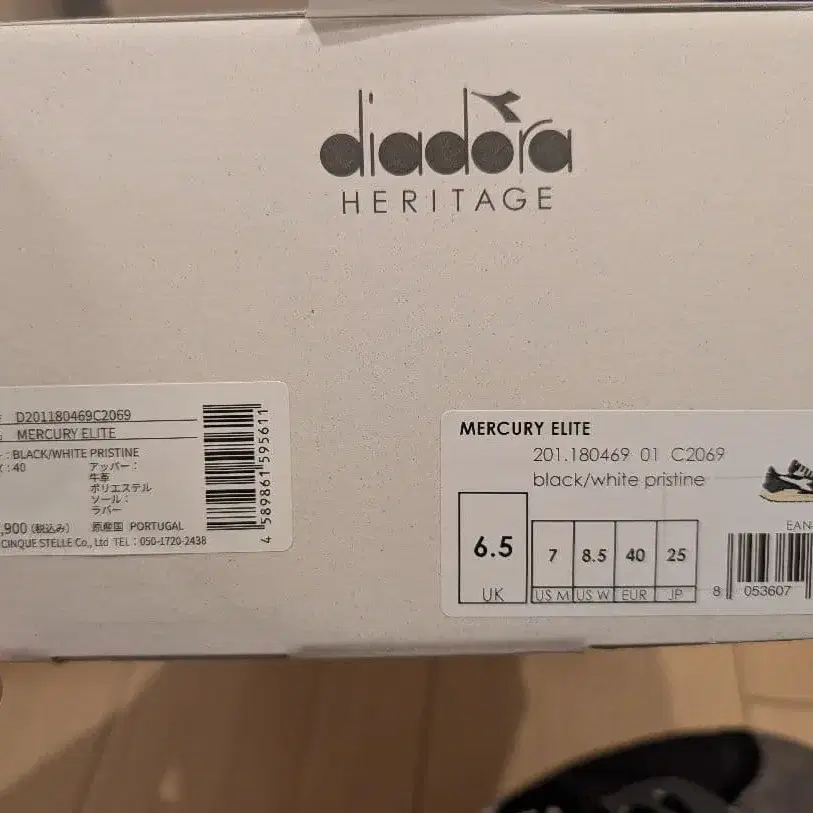 diadora
HERITAGE
D201180469C2069
MERCURY ELITE
: BLACK/WHITE PRISTINE
: 40
アッパー:
牛革
ポリエステル
ソール:
ラバー
,900 (税込み) 原産国 PORTUGAL
CINQUE STELLE Co., Ltd TEL : 050-1720-2438
4 589861 595611
MERCURY ELITE
201.180469 01 C2069
black/white pristine
6.5 7 8.5 40 25
UK US M US W EUR JP
EAN
8 053607